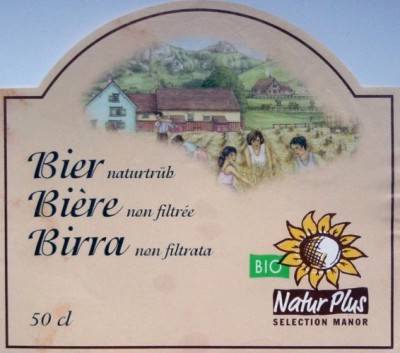 Bier naturtrüb
Bière non filtrée
Birra non filtrata
BIO
Natur Plus
SELECTION MANOR
50 cl